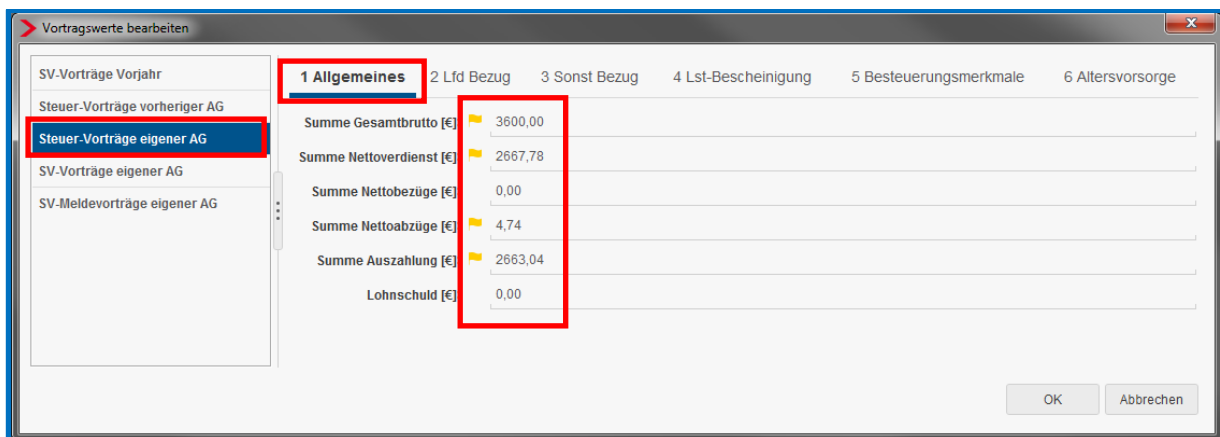 Vortragswerte bearbeiten
x
SV-Vorträge Vorjahr
Steuer-Vorträge vorheriger AG
Steuer-Vorträge eigener AG
SV-Vorträge eigener AG
SV-Meldevorträge eigener AG
1 Allgemeines 2 Lfd Bezug 3 Sonst Bezug 4 Lst-Bescheinigung 5 Besteuerungsmerkmale 6 Altersvorsorge
Summe Gesamtbrutto [€] 3600,00
Summe Nettoverdienst [€] 2667,78
Summe Nettobezüge [€] 0,00
Summe Nettoabzüge [€] 4,74
Summe Auszahlung [€] 2663,04
Lohnschuld [€] 0,00
OK Abbrechen